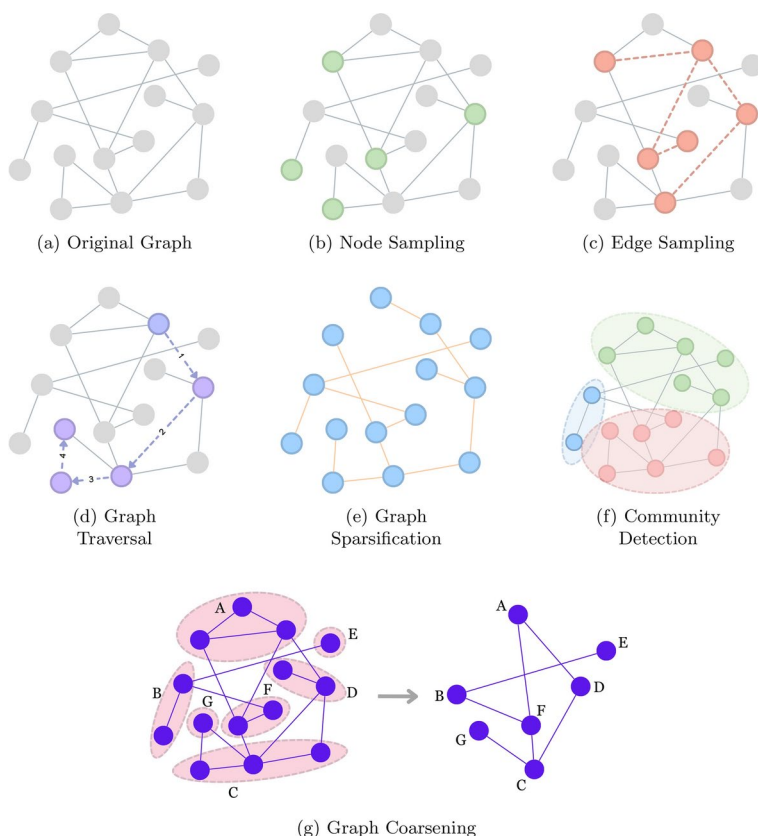 (a) Original Graph
(b) Node Sampling
(c) Edge Sampling
1
2
3
4
(d) Graph
Traversal
(e) Graph
Sparsification
(f) Community
Detection
A
E
B
F
D
G
C
A
E
D
B
F
G
C
(g) Graph Coarsening